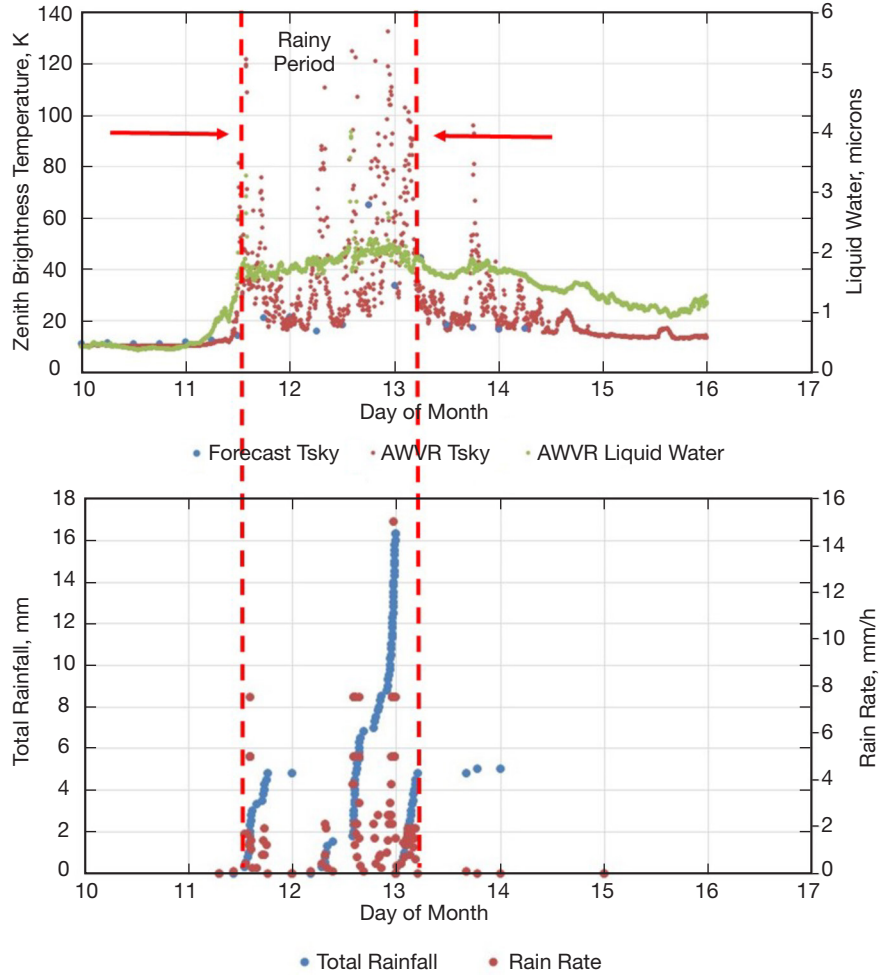 140
120
100
80
60
40
20
0
Zenith Brightness Temperature, K
Rainy
Period
6
5
4
3
2
1
0
Liquid Water, microns
10 11 12 13 14 15 16 17
Day of Month
Forecast Tsky AWVR Tsky AWVR Liquid Water
18
16
14
12
10
8
6
4
2
0
Total Rainfall, mm
16
14
12
10
8
6
4
2
0
Rain Rate, mm/h
10 11 12 13 14 15 16 17
Day of Month
Total Rainfall Rain Rate